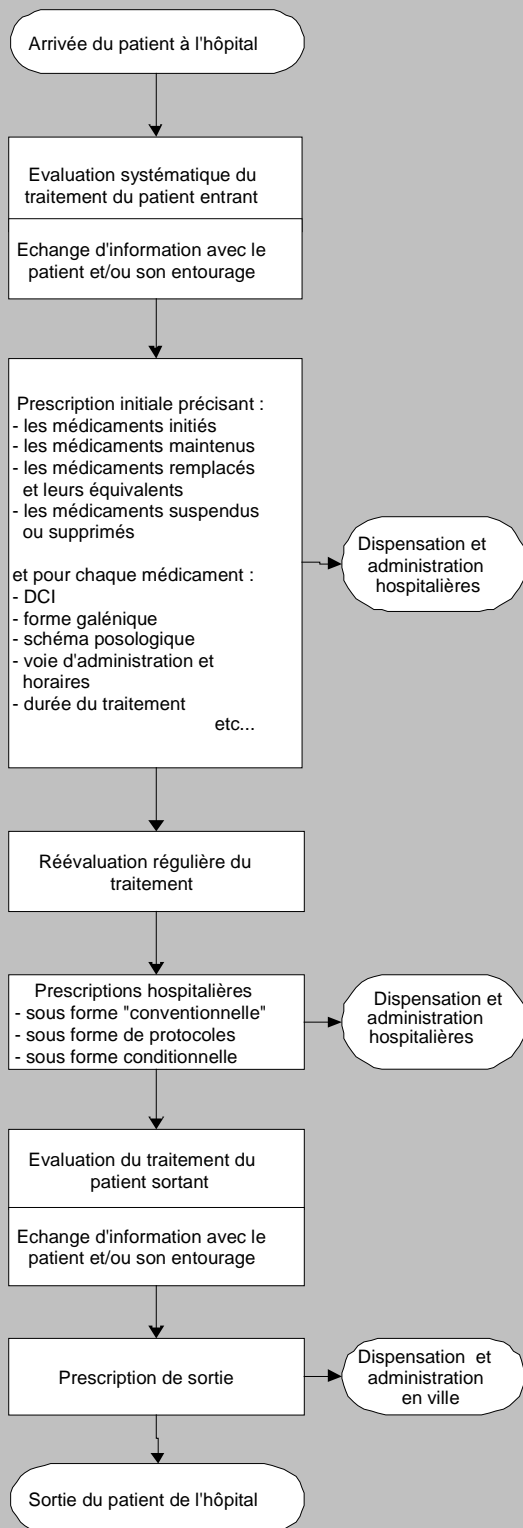 Arrivée du patient à l'hôpital
Evaluation systématique du
traitement du patient entrant
Echange d'information avec le
patient et/ou son entourage
Prescription initiale précisant :
- les médicaments initiés
- les médicaments maintenus
- les médicaments remplacés
et leurs équivalents
- les médicaments suspendus
ou supprimés
et pour chaque médicament :
- DCI
- forme galénique
- schéma posologique
- voie d'administration et
horaires
- durée du traitement
etc...
Dispensation et
administration
hospitalières
Réévaluation régulière du
traitement
Prescriptions hospitalières
- sous forme "conventionnelle"
- sous forme de protocoles
- sous forme conditionnelle
Dispensation et
administration
hospitalières
Evaluation du traitement du
patient sortant
Echange d'information avec le
patient et/ou son entourage
Prescription de sortie
Dispensation et
administration
en ville
Sortie du patient de l'hôpital